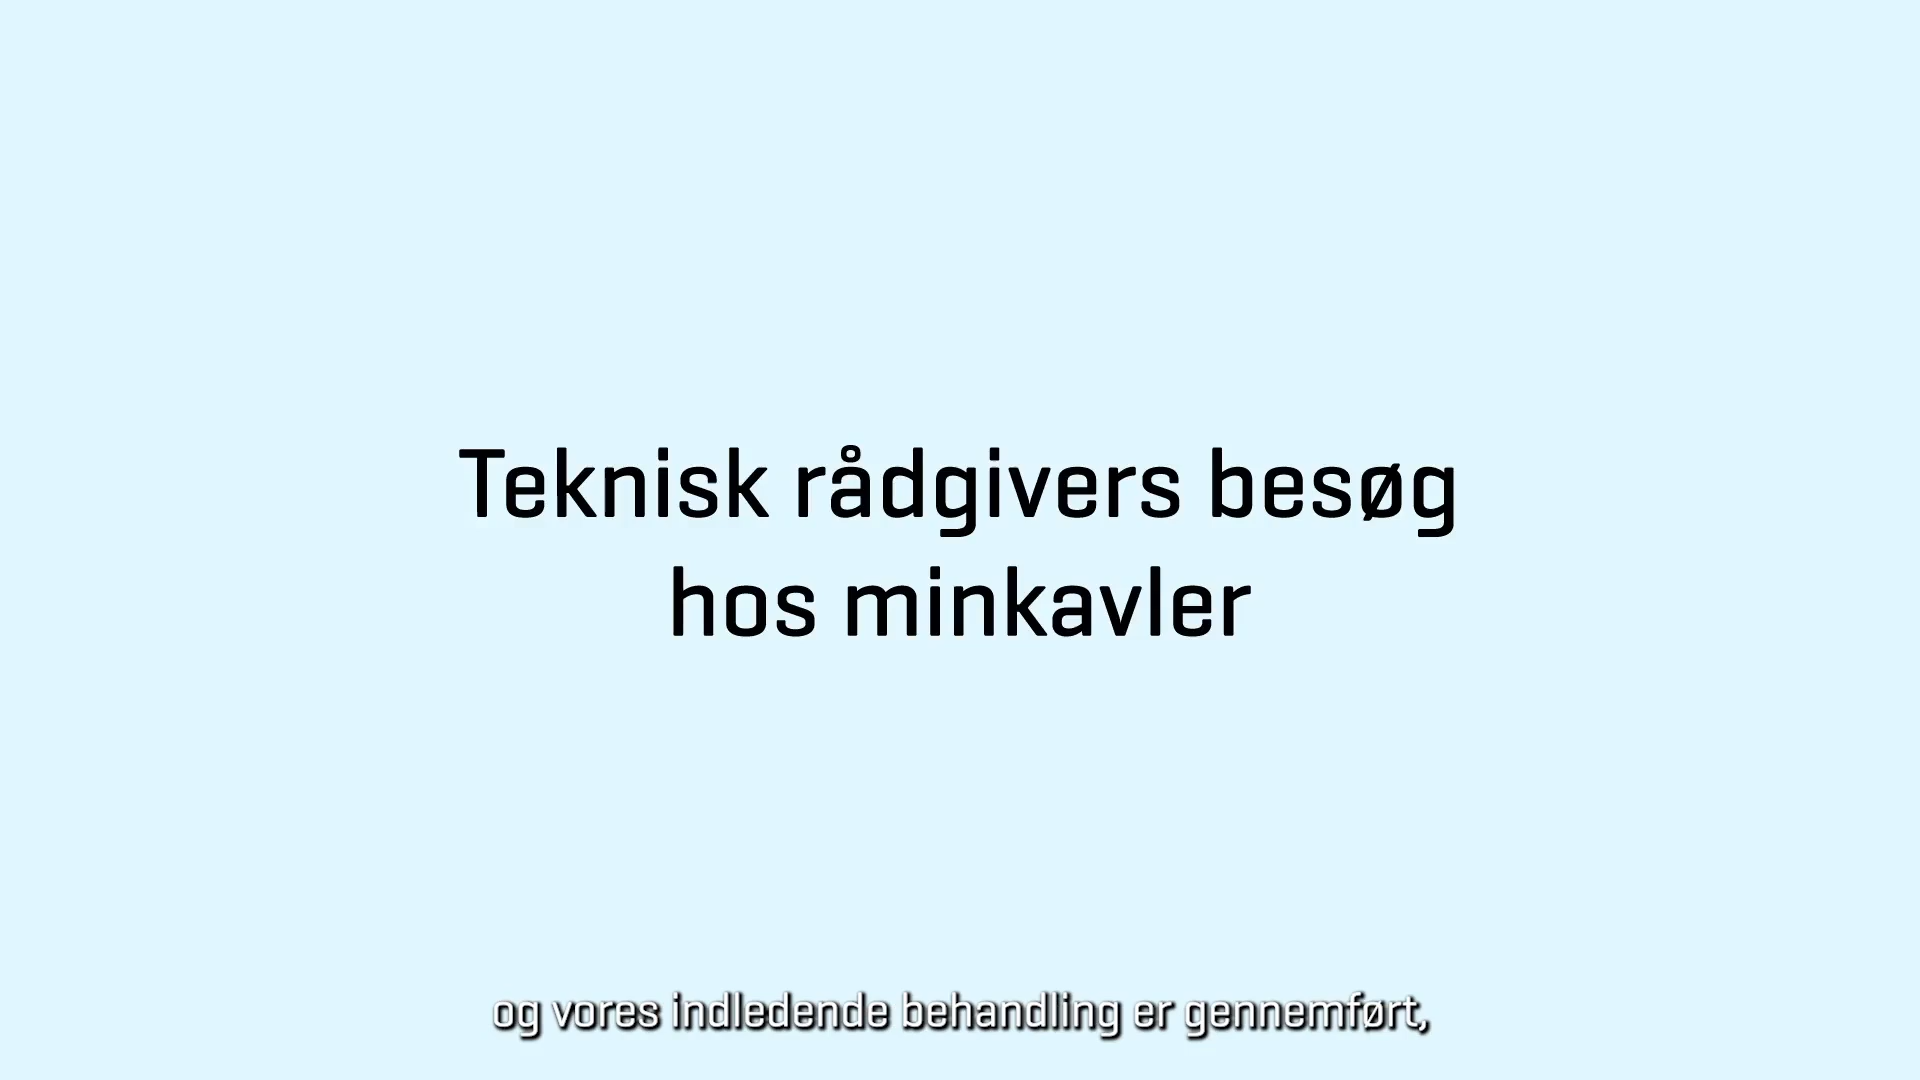 Teknisk rådgivers besøg
hos minkavler
og vores indledende behandling er gennemført,